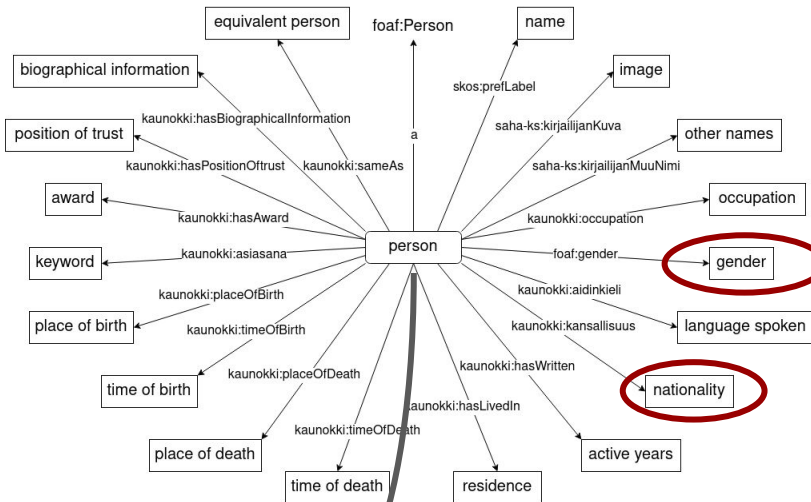 equivalent person
foaf:Person
name
biographical information
image
skos:prefLabel
kaunokki:hasBiographicalInformation
saha-ks:kirjailijanKuva
position of trust
a
other names
kaunokki:hasPositionOftrust
kaunokki:sameAs
saha-ks:kirjailijanMuuNimi
award
occupation
kaunokki:hasAward
kaunokki:occupation
person
keyword
kaunokki:asiasana
foaf:gender
gender
kaunokki:placeOfBirth
kaunokki:aidinkieli
place of birth
kaunokki:timeOfBirth
kaunokki:kansallisuus
language spoken
kaunokki:placeOfDeath
kaunokki:hasWritten
time of birth
nationality
kaunokki:hasLivedIn
kaunokki:timeOfDeath
place of death
active years
time of death
residence